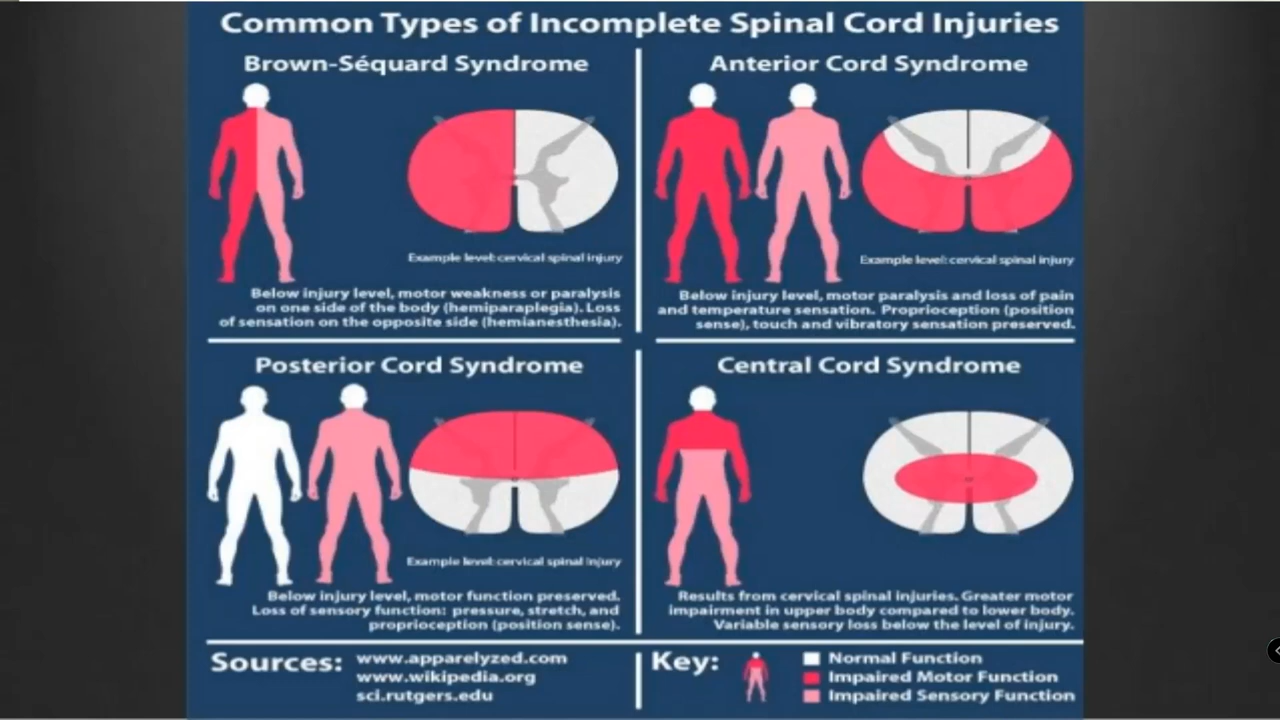 Common Types of Incomplete Spinal Cord Injuries
Brown-Séquard Syndrome
Example level: cervical spinal injury
Below injury level, motor weakness or paralysis
on one side of the body (hemiparaplegia). Loss
of sensation on the opposite side (hemianesthesia).
Anterior Cord Syndrome
Example level: cervical spinal injury
Below injury level, motor paralysis and loss of pain
and temperature sensation. Proprioception (position
sense), touch and vibratory sensation preserved.
Posterior Cord Syndrome
Example level: cervical spinal injury
Below injury level, motor function preserved.
Loss of sensory function: pressure, stretch, and
proprioception (position sense).
Central Cord Syndrome
Results from cervical spinal injuries. Greater motor
impairment in upper body compared to lower body.
Variable sensory loss below the level of injury.
Sources:
www.apparelyzed.com
www.wikipedia.org
sci.rutgers.edu
Key:
Normal Function
Impaired Motor Function
Impaired Sensory Function